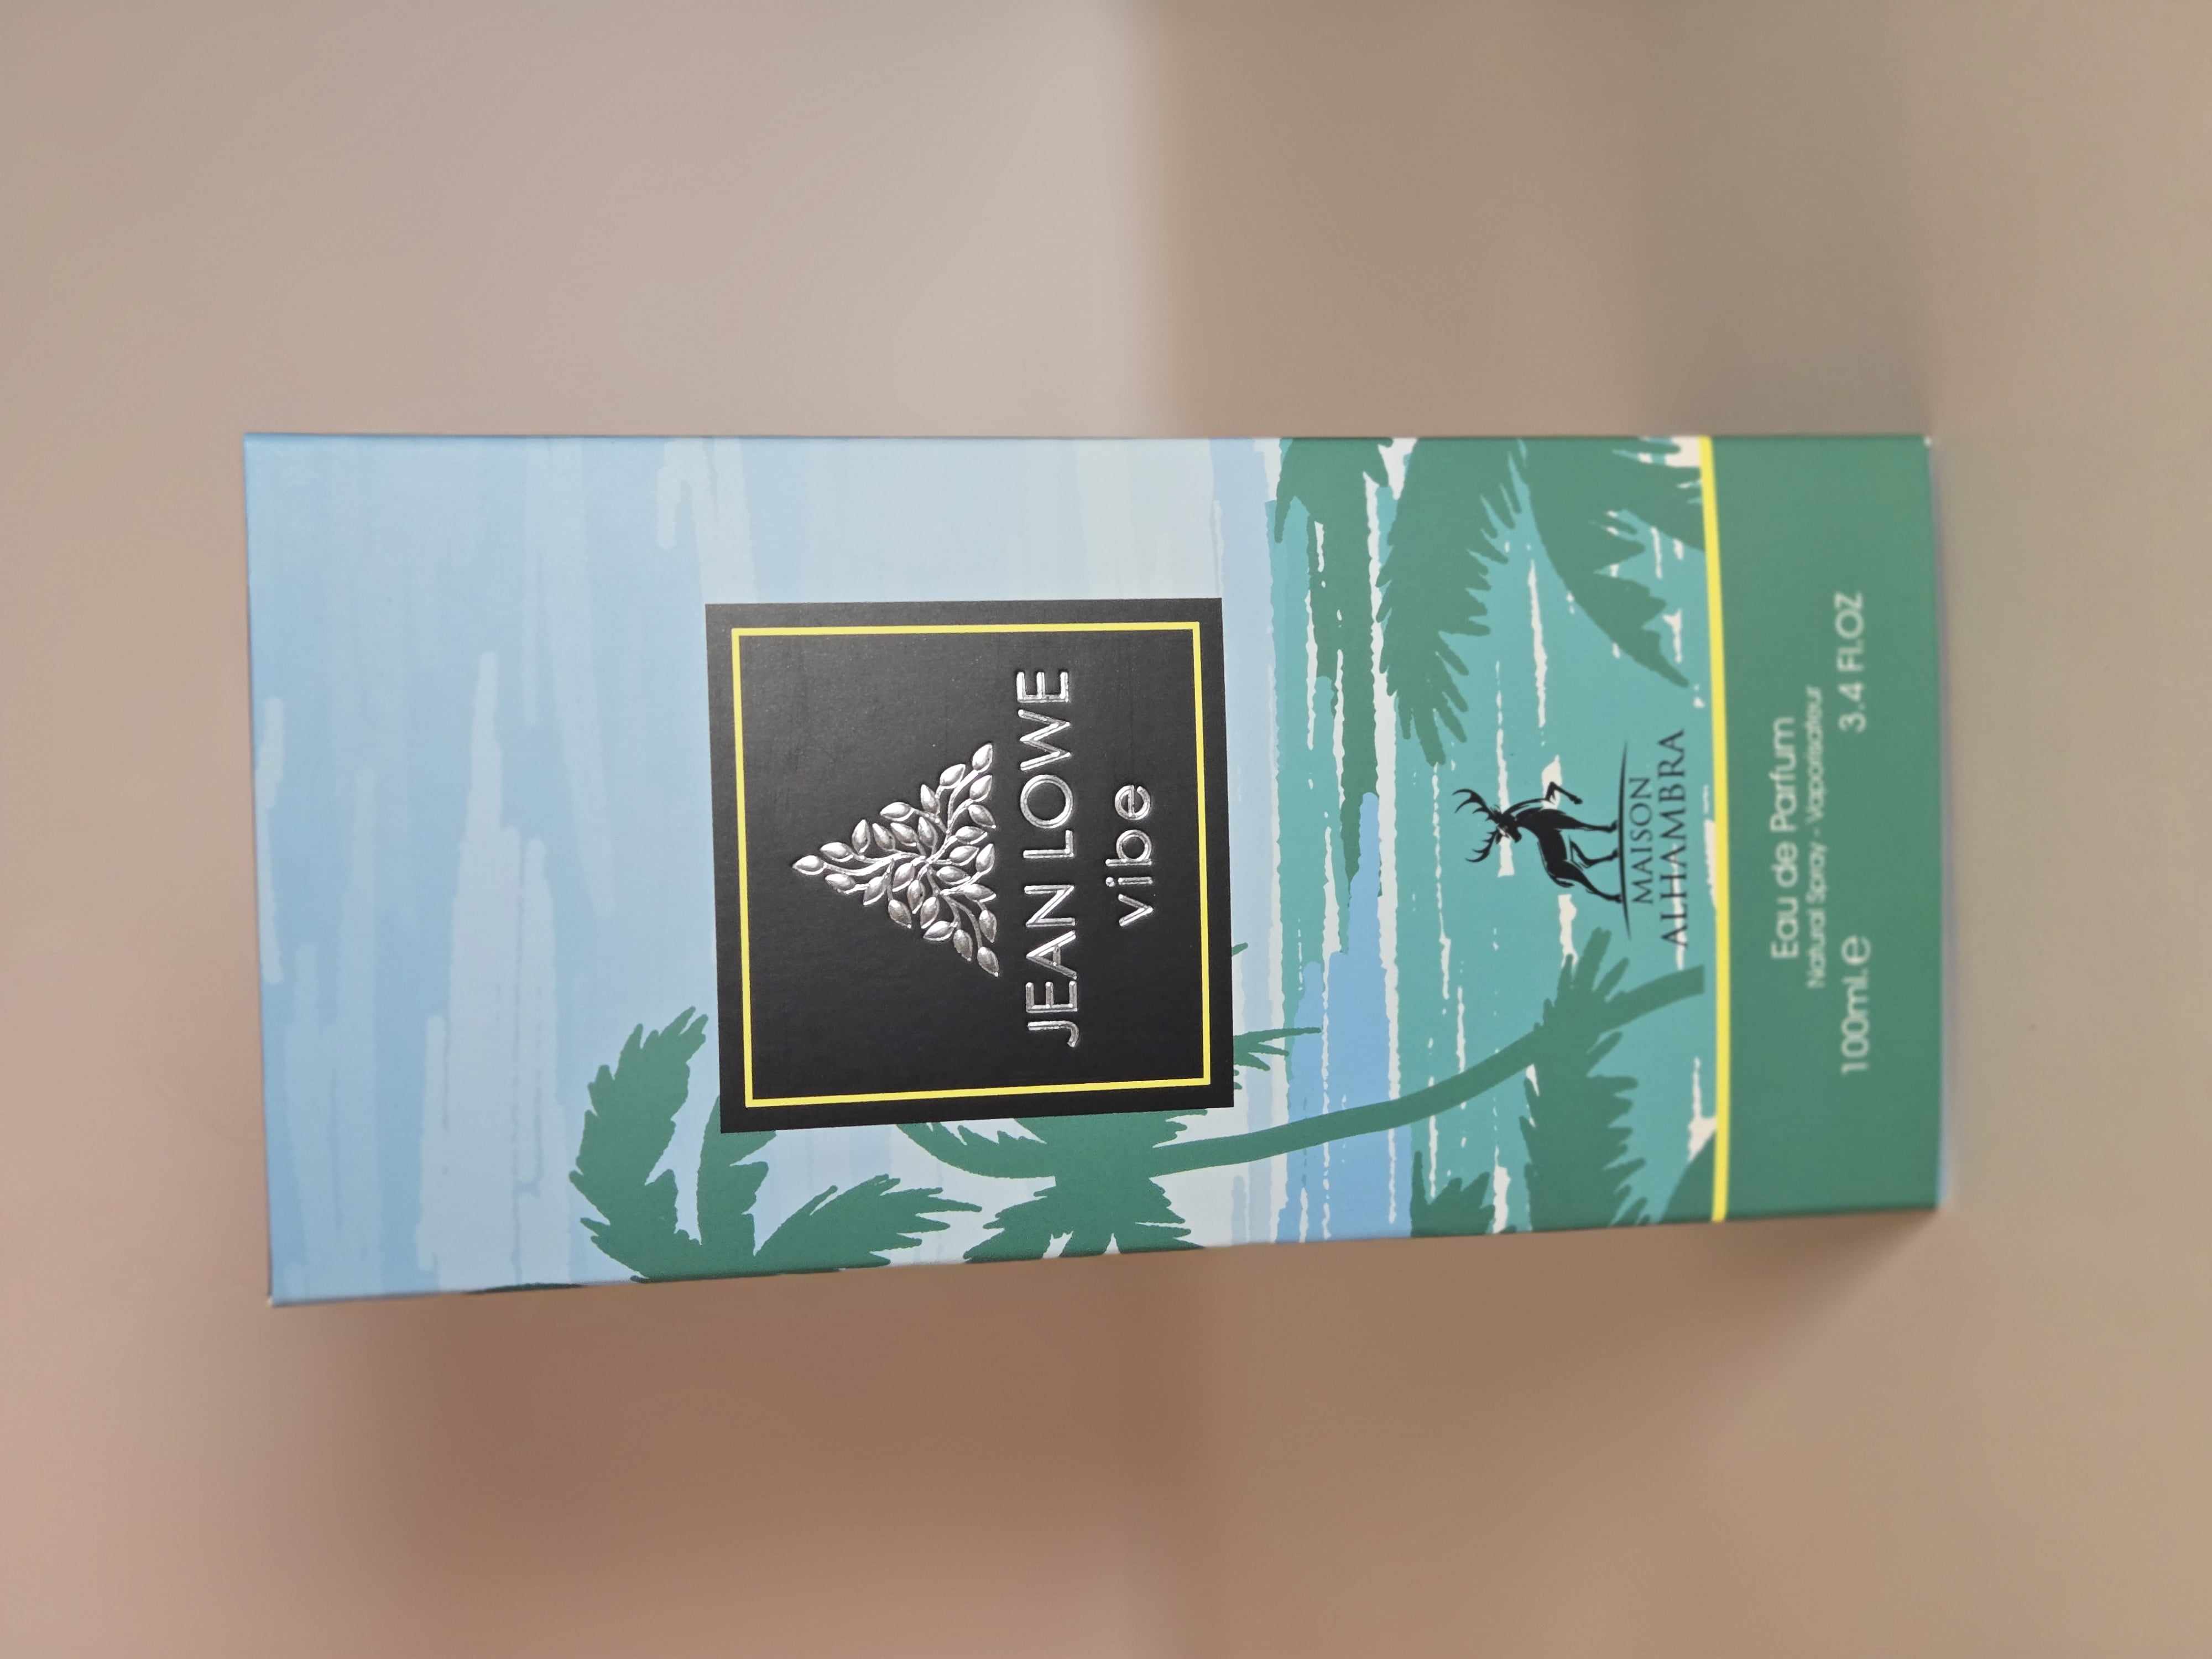 JEAN LOWE
vibe
MAISON
ALHAMBRA
Eau de Parfum
Natural Spray - Vaporisateur
100ml.e 3.4 Fl.OZ